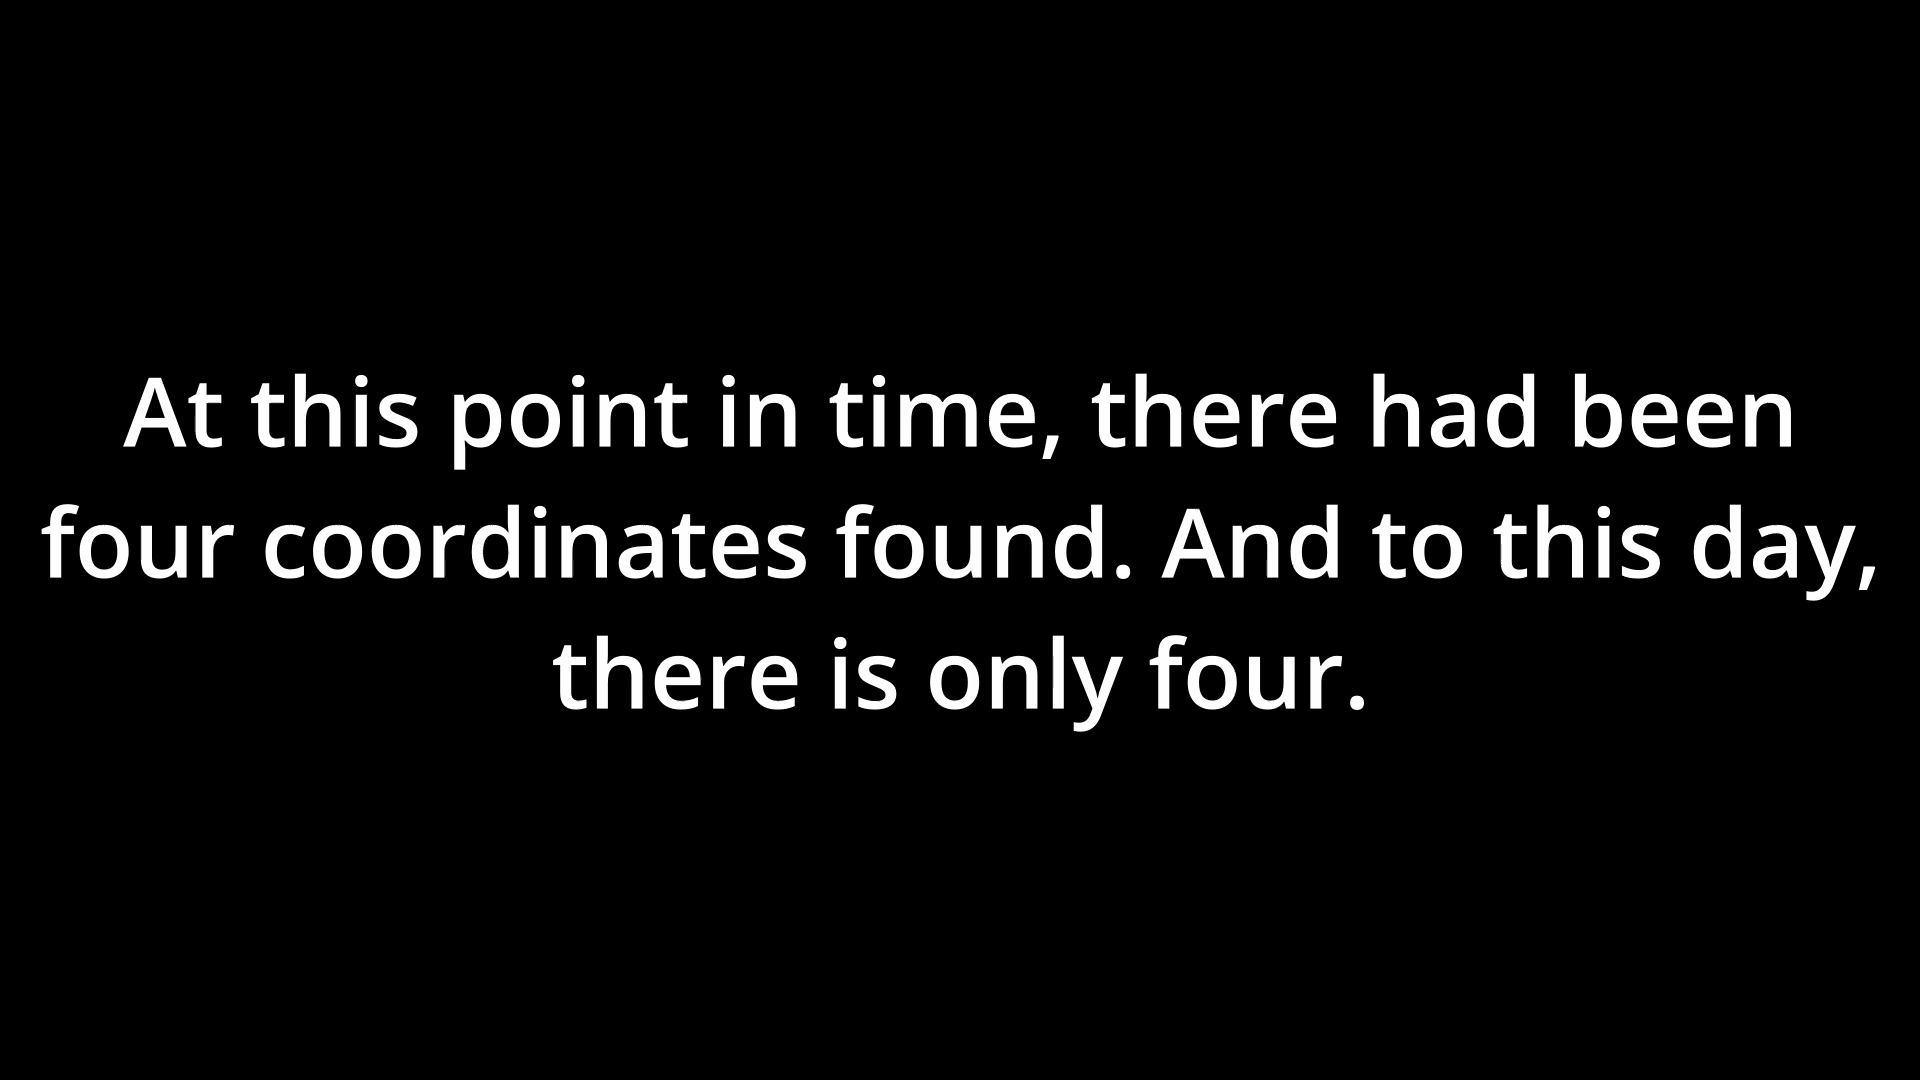 At this point in time, there had been
four coordinates found. And to this day,
there is only four.